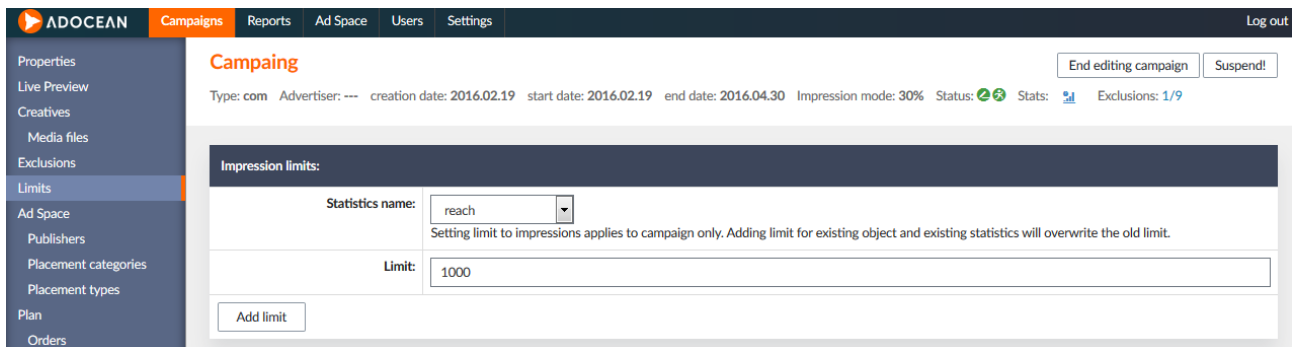 ADOCEAN Campaigns Reports Ad Space Users Settings Log out
Properties
Live Preview
Creatives
Media files
Exclusions
Limits
Ad Space
Publishers
Placement categories
Placement types
Plan
Orders
Campaing
End editing campaign Suspend!
Type: com Advertiser: --- creation date: 2016.02.19 start date: 2016.02.19 end date: 2016.04.30 Impression mode: 30% Status: Stats: Exclusions: 1/9
Impression limits:
Statistics name: reach
Setting limit to impressions applies to campaign only. Adding limit for existing object and existing statistics will overwrite the old limit.
Limit: 1000
Add limit